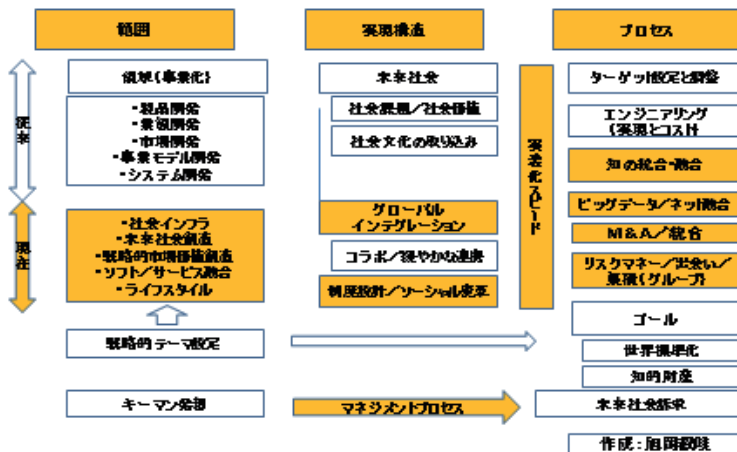 範囲
実現構造
プロセス
従来
現在
領域(事業化)
・製品開発
・業態開発
・市場開発
・事業モデル開発
・システム開発
・社会インフラ
・未来社会創造
・戦略的市場価値創造
・ソフト/サービス融合
・ライフスタイル
戦略的テーマ設定
キーマン発掘
未来社会
社会課題/社会価値
社会文化の取り込み
グローバル
インテグレーション
コラボ/緩やかな連携
制度設計/ソーシャル変革
マネジメントプロセス
実装化スピード
ターゲット設定と調整
エンジニアリング
(実現とコスト)
知の統合・融合
ビッグデータ/ネット融合
M&A/統合
リスクマネー/出会い/
集積(グループ)
ゴール
世界標準化
知的財産
未来社会訴求
作成:旭岡